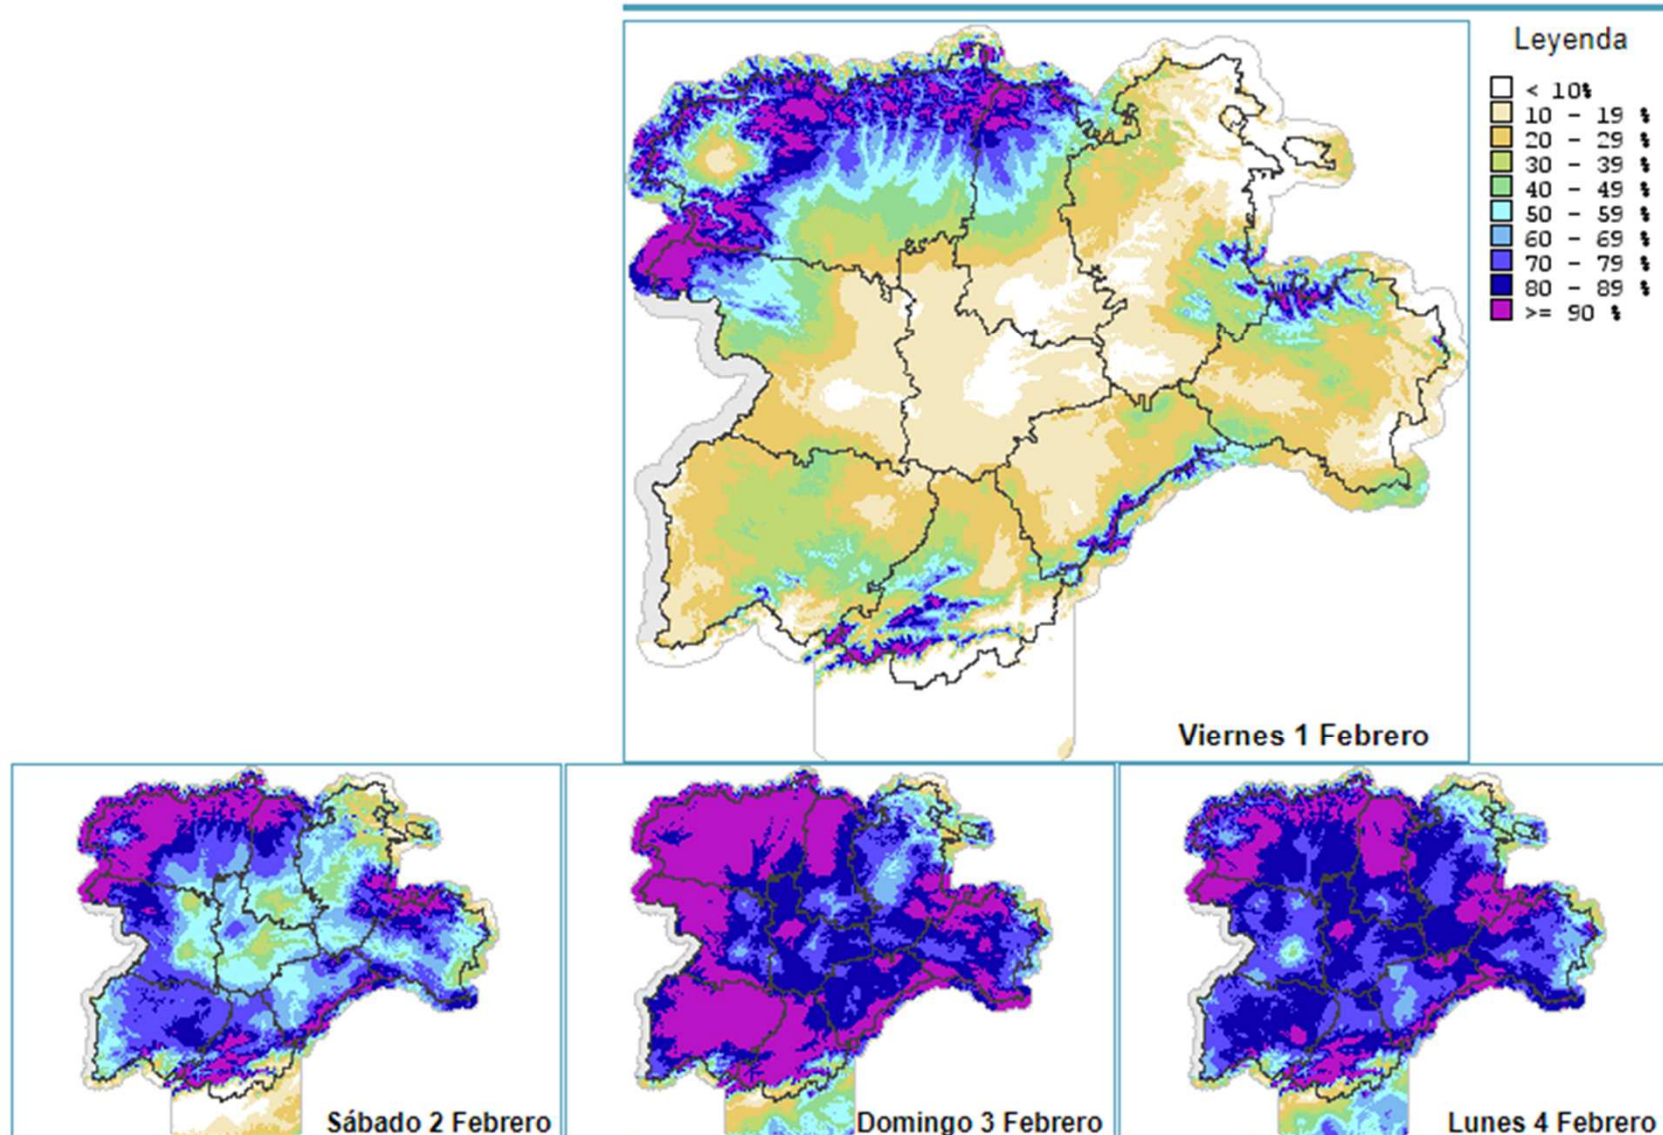 Leyenda
< 10%
10 - 19 %
20 - 29 %
30 - 39 %
40 - 49 %
50 - 59 %
60 - 69 %
70 - 79 %
80 - 89 %
>= 90 %
Viernes 1 Febrero
Sábado 2 Febrero
Domingo 3 Febrero
Lunes 4 Febrero